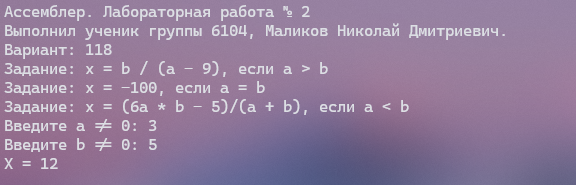 Ассемблер. Лабораторная работа № 2
Выполнил ученик группы 6104, Маликов Николай Дмитриевич.
Вариант: 118
Задание: x = b / (a - 9), если a > b
Задание: x = -100, если a = b
Задание: x = (6a * b - 5)/(a + b), если a < b
Введите a ≠ 0: 3
Введите b ≠ 0: 5
X = 12